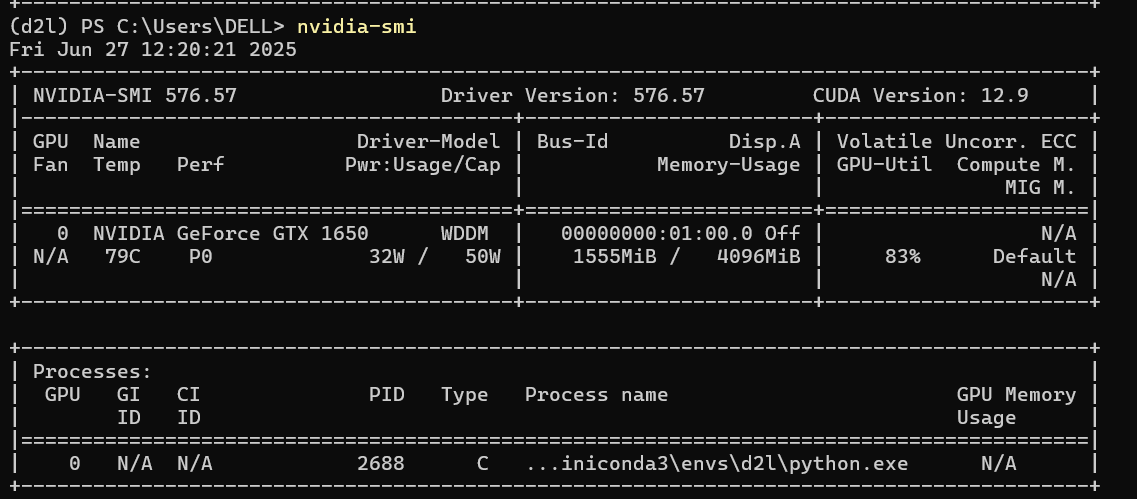 +-----------------------------------------------------------------------------------------+
(d2l) PS C:\Users\DELL> nvidia-smi
Fri Jun 27 12:20:21 2025
+-----------------------------------------------------------------------------------------+
| NVIDIA-SMI 576.57                 Driver Version: 576.57         CUDA Version: 12.9     |
|-----------------------------------------+------------------------+----------------------+
| GPU  Name                  Driver-Model | Bus-Id          Disp.A | Volatile Uncorr. ECC |
| Fan  Temp   Perf          Pwr:Usage/Cap |           Memory-Usage | GPU-Util  Compute M. |
|                                         |                        |               MIG M. |
|=========================================+========================+======================|
|   0  NVIDIA GeForce GTX 1650      WDDM  |   00000000:01:00.0 Off |                  N/A |
| N/A   79C    P0             32W /   50W |    1555MiB /   4096MiB |     83%      Default |
|                                         |                        |                  N/A |
+-----------------------------------------+------------------------+----------------------+
+-----------------------------------------------------------------------------------------+
| Processes:                                                                              |
|  GPU   GI   CI              PID   Type   Process name                        GPU Memory |
|        ID   ID                                                               Usage      |
|=========================================================================================|
|    0   N/A  N/A            2688      C   ...iniconda3\envs\d2l\python.exe      N/A      |
+-----------------------------------------------------------------------------------------+